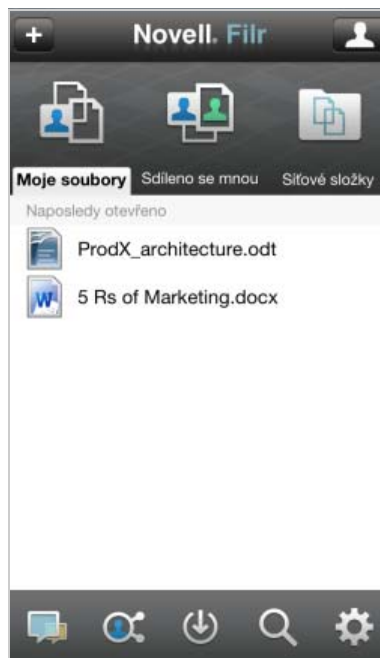 Novell. Filr
Moje soubory Sdíleno se mnou Síťové složky
Naposledy otevřeno
ProdX_architecture.odt
5 Rs of Marketing.docx